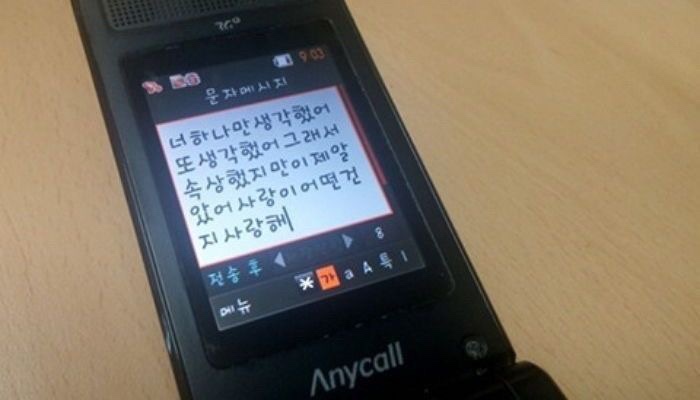 9:03
문자메시지
너하나만생각했어
또생각했어그래서
속상했지만이제알
았어사랑이어떤건
지사랑해
전송후 8
가 a A 특 |
메뉴
Anycall